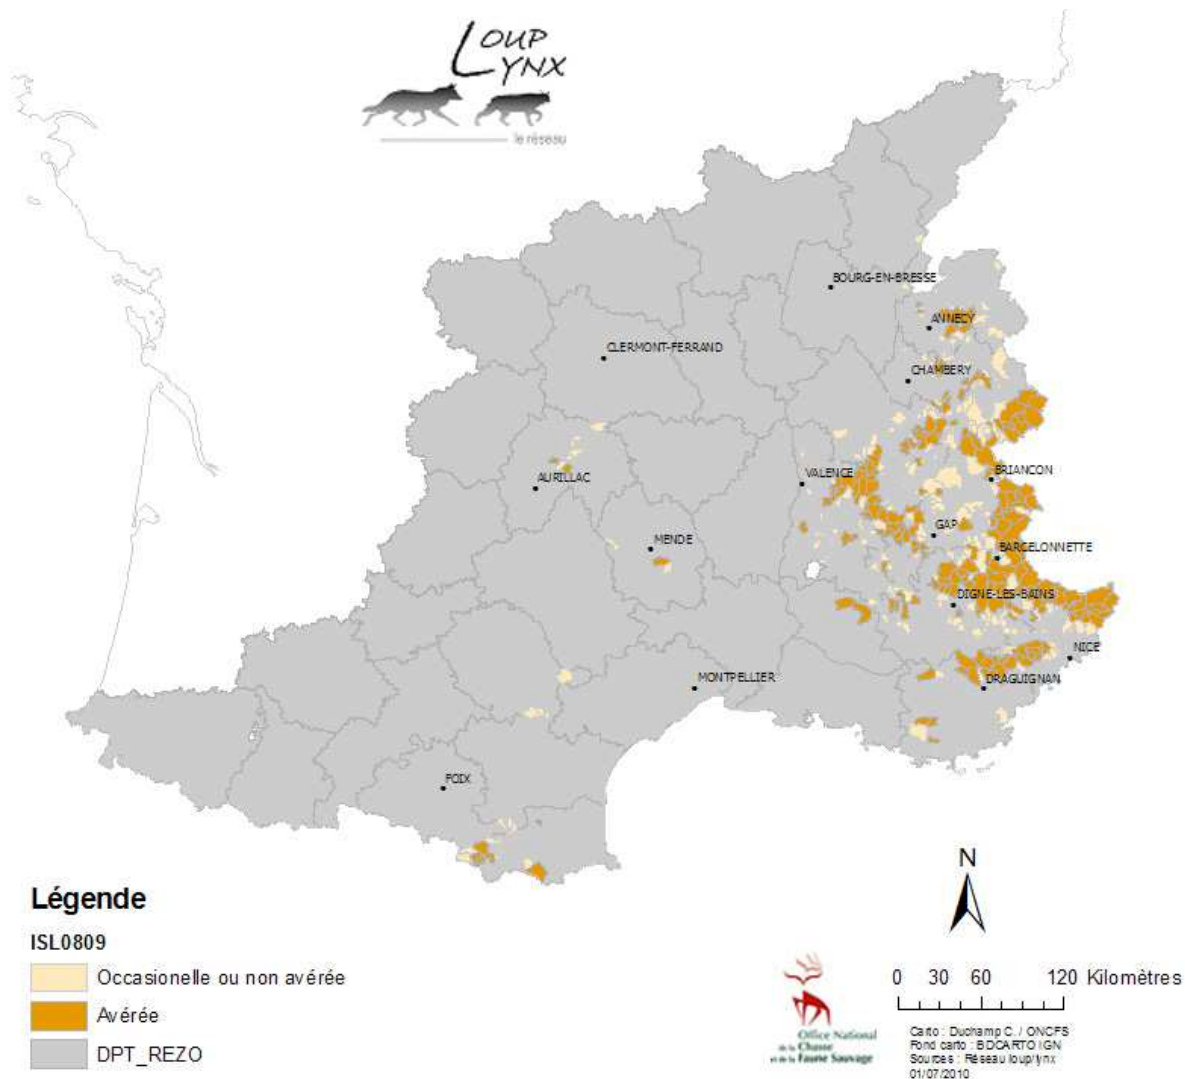 LOUP
LYNX
le réseau
BOURG-EN-BRESSE
ANNECY
CLERMONT-FERRAND
CHAMBERY
AURILLAC
VALENCE
BRIANCON
GAP
MENDE
BARCELONNETTE
DIGNE-LES-BAINS
NICE
MONTPELLIER
DRAGUIGNAN
FOIX
N
Légende
ISL0809
Occasionelle ou non avérée
Avérée
DPT_REZO
0 30 60 120 Kilomètres
Office National
de la Chasse
et de la Faune Sauvage
Carto : Duchamp C. / ONCFS
Fond carto : BDCARTO IGN
Sources : Réseau loup/lynx
01/07/2010